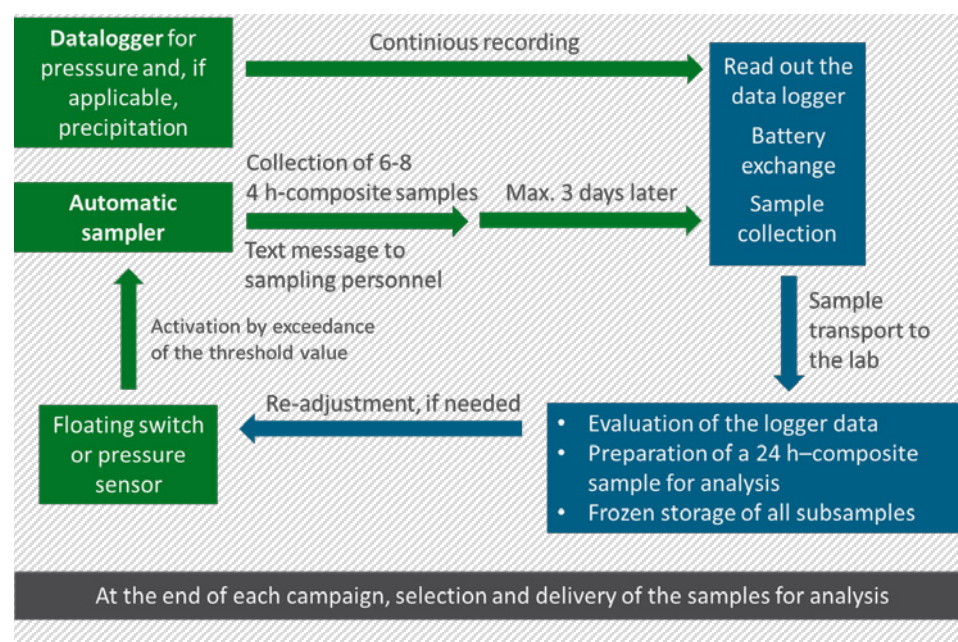 Datalogger for
presssure and, if
applicable,
precipitation
Continious recording
Read out the
data logger
Battery
exchange
Sample
collection
Automatic
sampler
Collection of 6-8
4 h-composite samples
Text message to
sampling personnel
Max. 3 days later
Activation by exceedance
of the threshold value
Sample
transport to
the lab
Floating switch
or pressure
sensor
Re-adjustment, if needed
• Evaluation of the logger data
• Preparation of a 24 h–composite
sample for analysis
• Frozen storage of all subsamples
At the end of each campaign, selection and delivery of the samples for analysis